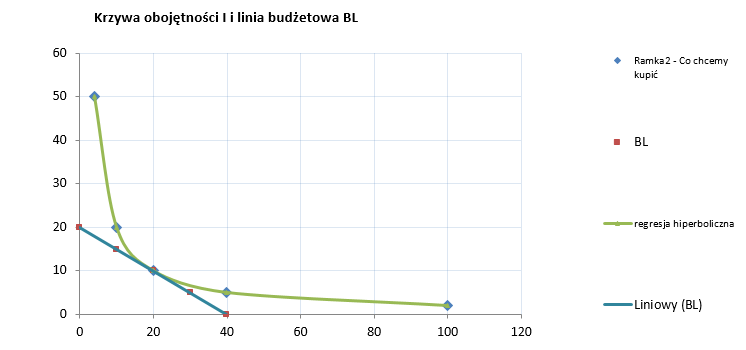 Krzywa obojętności I i linia budżetowa BL
60
50
40
30
20
10
0
0 20 40 60 80 100 120
Ramka2 - Co chcemy
kupić
BL
regresja hiperboliczna
Liniowy (BL)